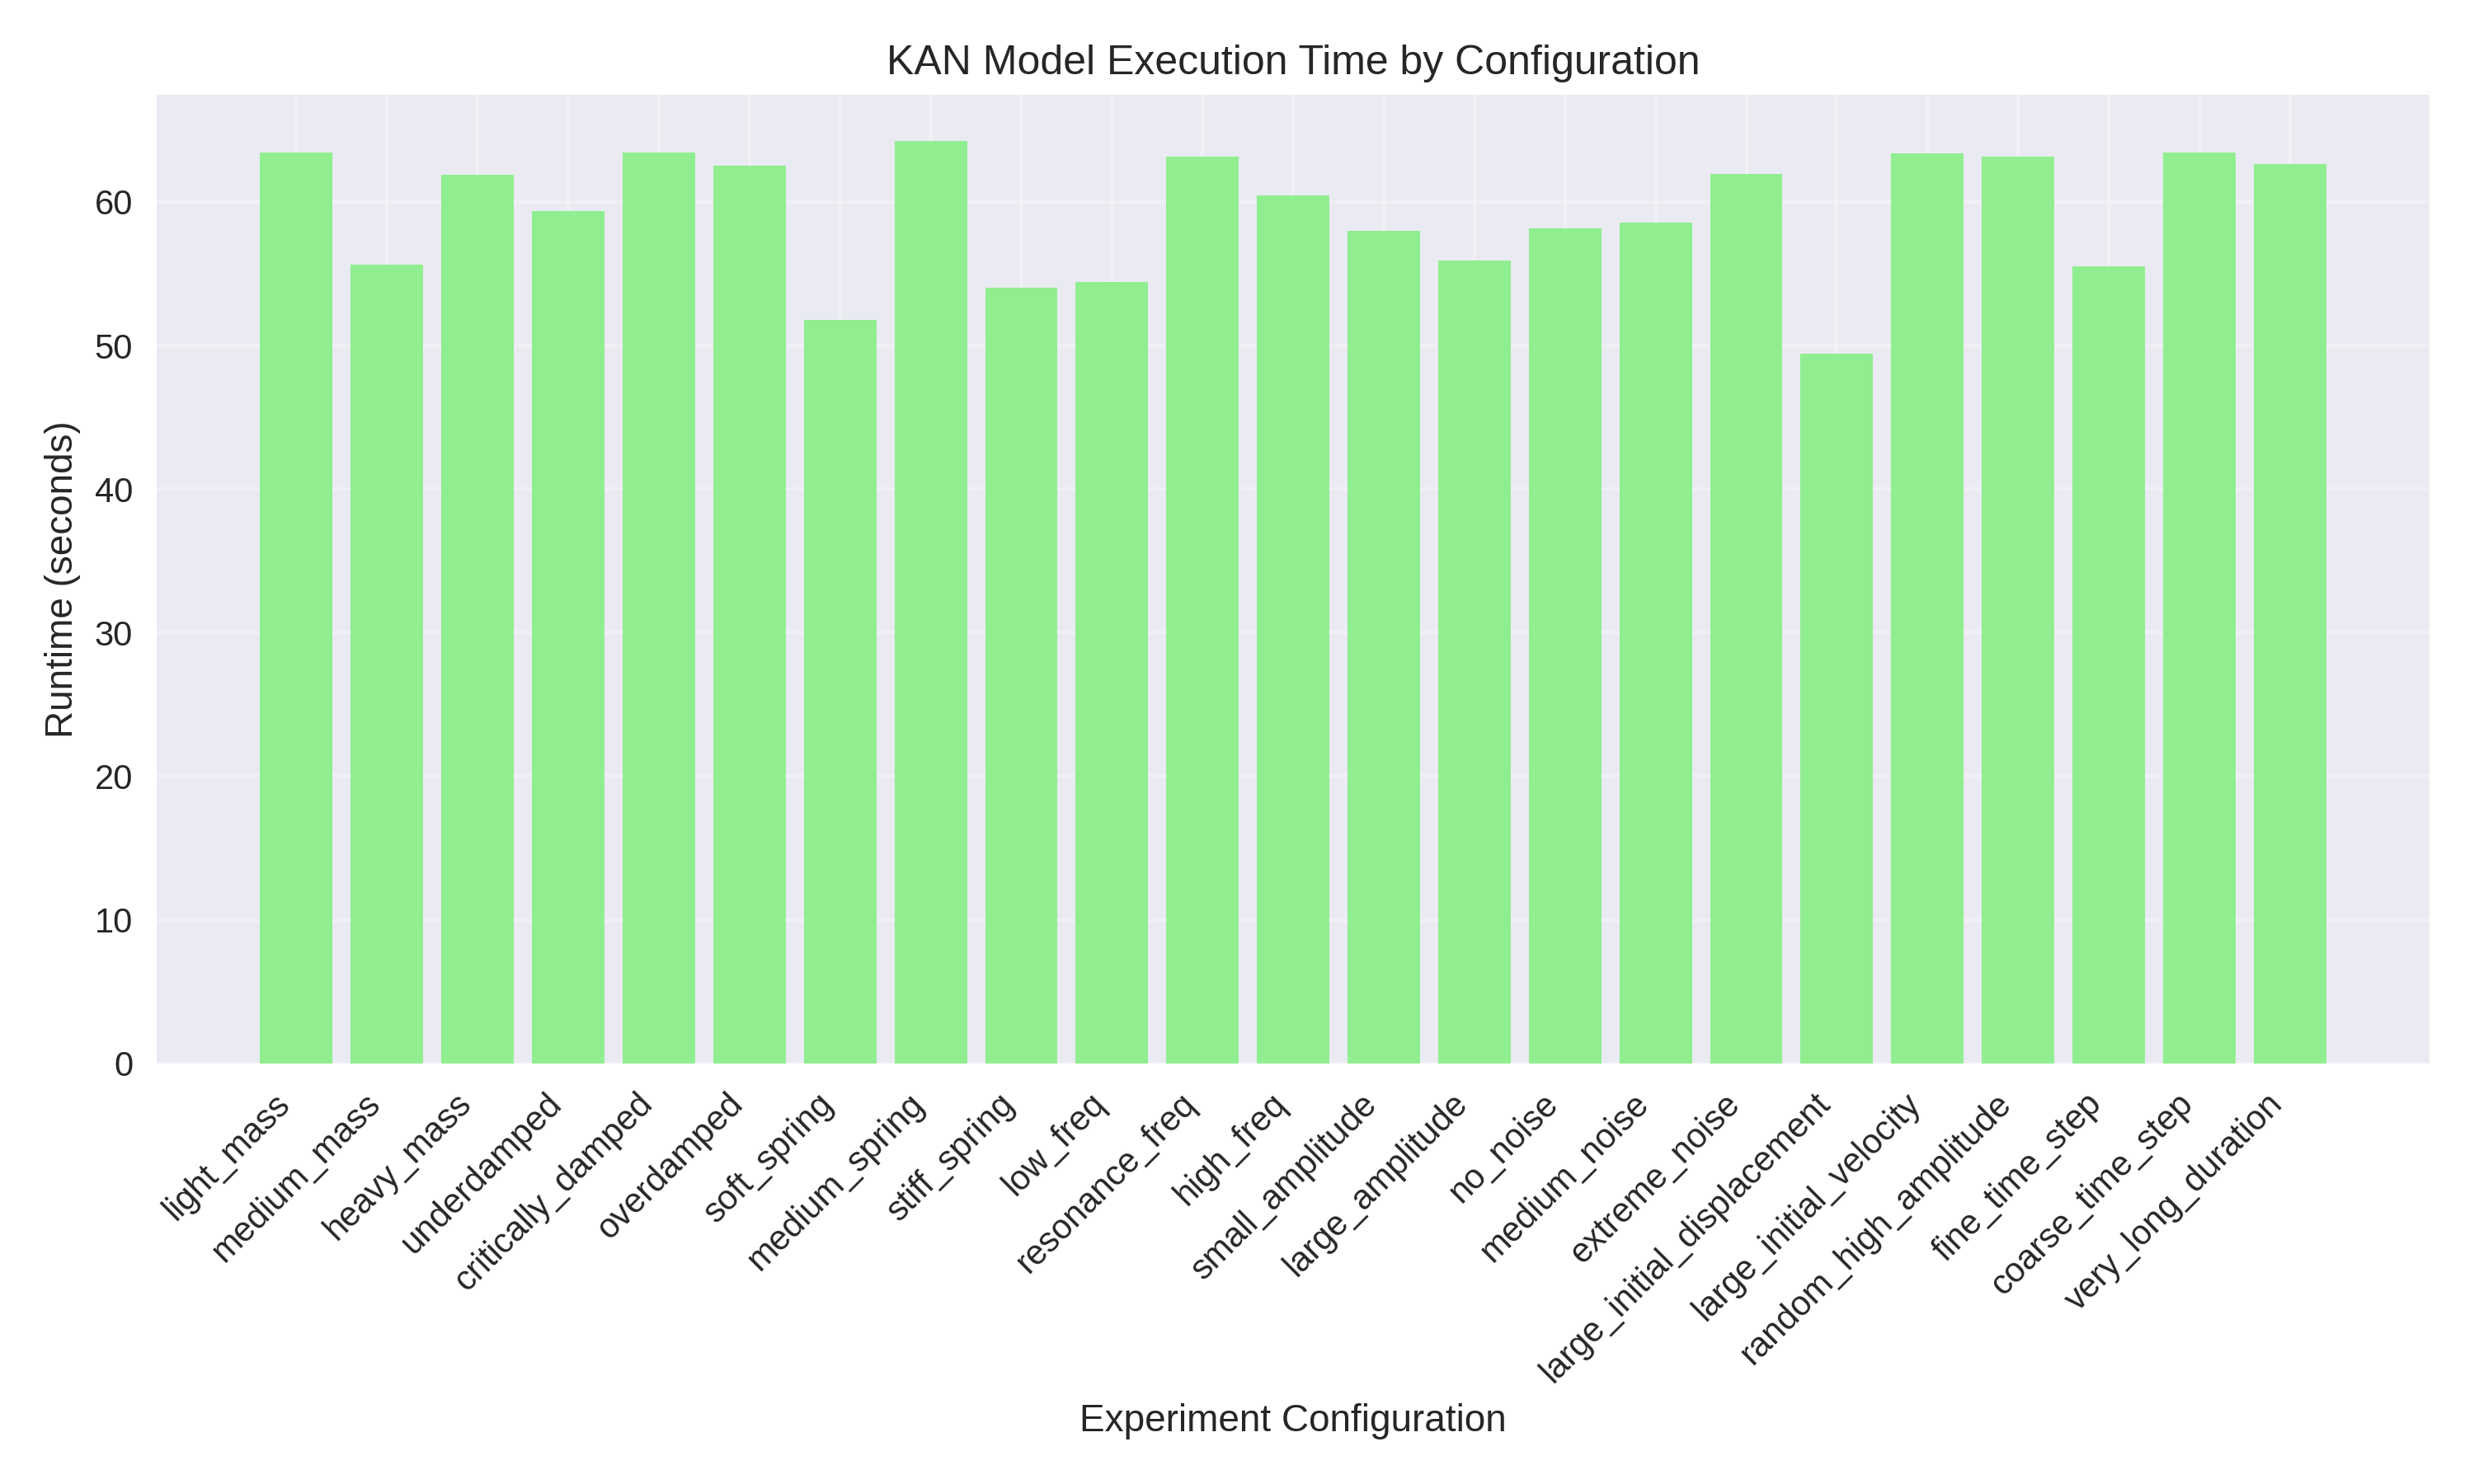 KAN Model Execution Time by Configuration
Runtime (seconds)
60
50
40
30
20
10
0
light_mass
medium_mass
heavy_mass
underdamped
critically_damped
overdamped
soft_spring
medium_spring
stiff_spring
low_freq
resonance_freq
high_freq
small_amplitude
large_amplitude
no_noise
medium_noise
extreme_noise
large_initial_displacement
large_initial_velocity
random_high_amplitude
fine_time_step
coarse_time_step
very_long_duration
Experiment Configuration